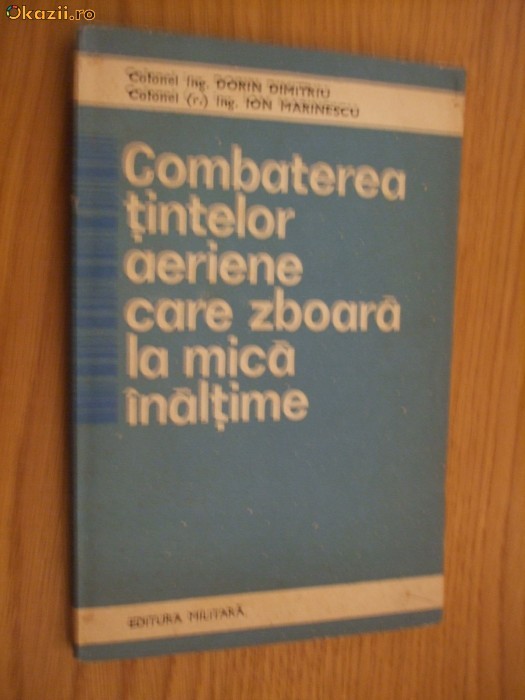 Okazii.ro
Colonel ing. DORIN DIMITRIU
Colonel (r.) ing. ION MARINESCU
Combaterea
țintelor
aeriene
care zboară
la mică
înălțime
EDITURA MILITARĂ